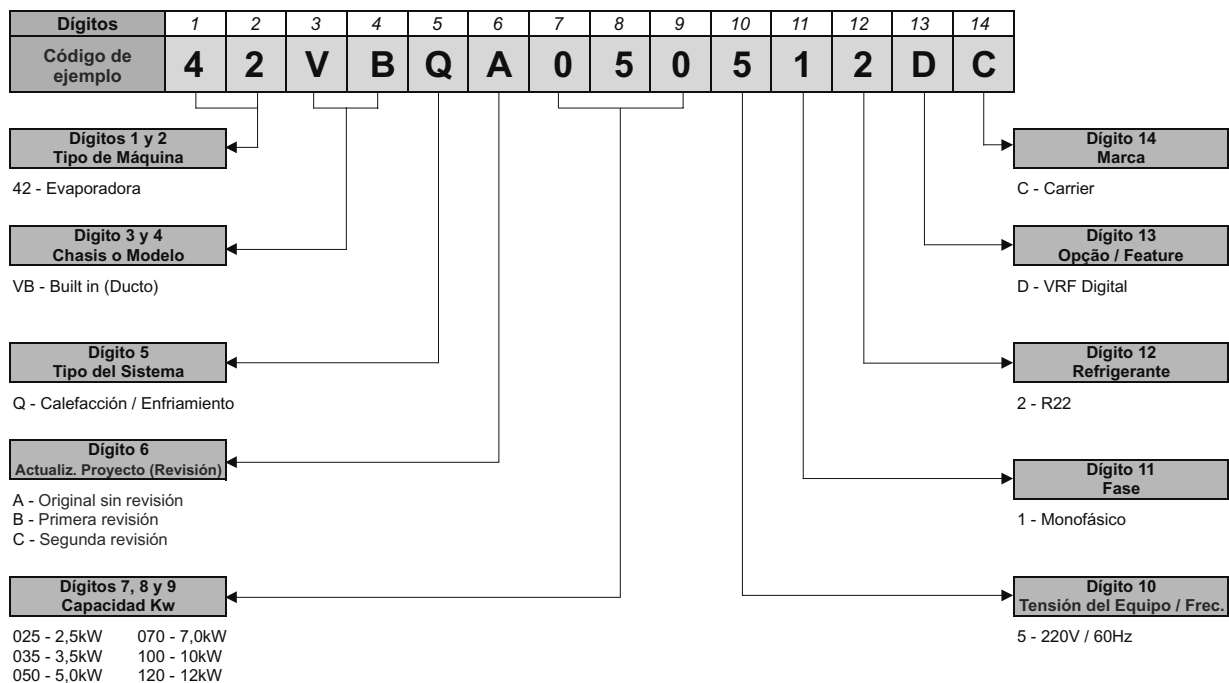 Dígitos 1 2 3 4 5 6 7 8 9 10 11 12 13 14
Código de
ejemplo
4 2 V B Q A 0 5 0 5 1 2 D C
Dígitos 1 y 2
Tipo de Máquina
42 - Evaporadora
Digito 3 y 4
Chasis o Modelo
VB - Built in (Ducto)
Dígito 5
Tipo del Sistema
Q - Calefacción / Enfriamiento
Dígito 6
Actualiz. Proyecto (Revisión)
A - Original sin revisión
B - Primera revisión
C - Segunda revisión
Dígitos 7, 8 y 9
Capacidad Kw
025 - 2,5kW 070 - 7,0kW
035 - 3,5kW 100 - 10kW
050 - 5,0kW 120 - 12kW
Dígito 14
Marca
C - Carrier
Dígito 13
Opção / Feature
D - VRF Digital
Dígito 12
Refrigerante
2 - R22
Dígito 11
Fase
1 - Monofásico
Dígito 10
Tensión del Equipo / Frec.
5 - 220V / 60Hz